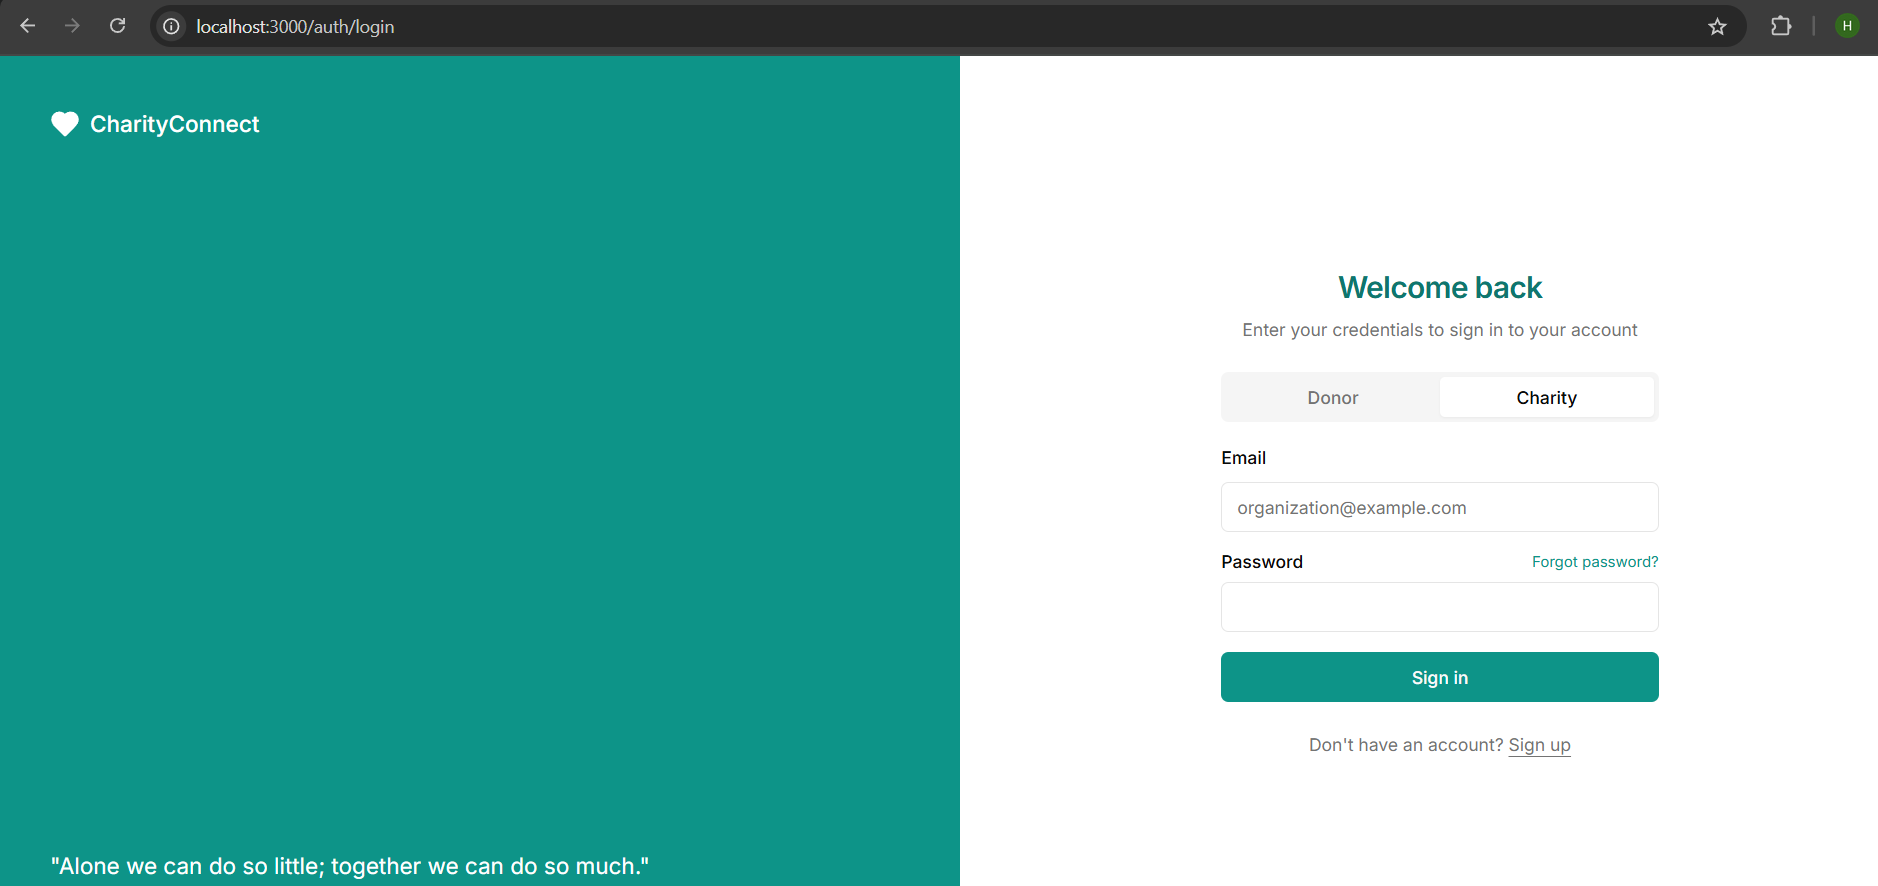 localhost:3000/auth/login
H
CharityConnect
"Alone we can do so little; together we can do so much."
Welcome back
Enter your credentials to sign in to your account
Donor
Charity
Email
organization@example.com
Password
Forgot password?
Sign in
Don't have an account? Sign up